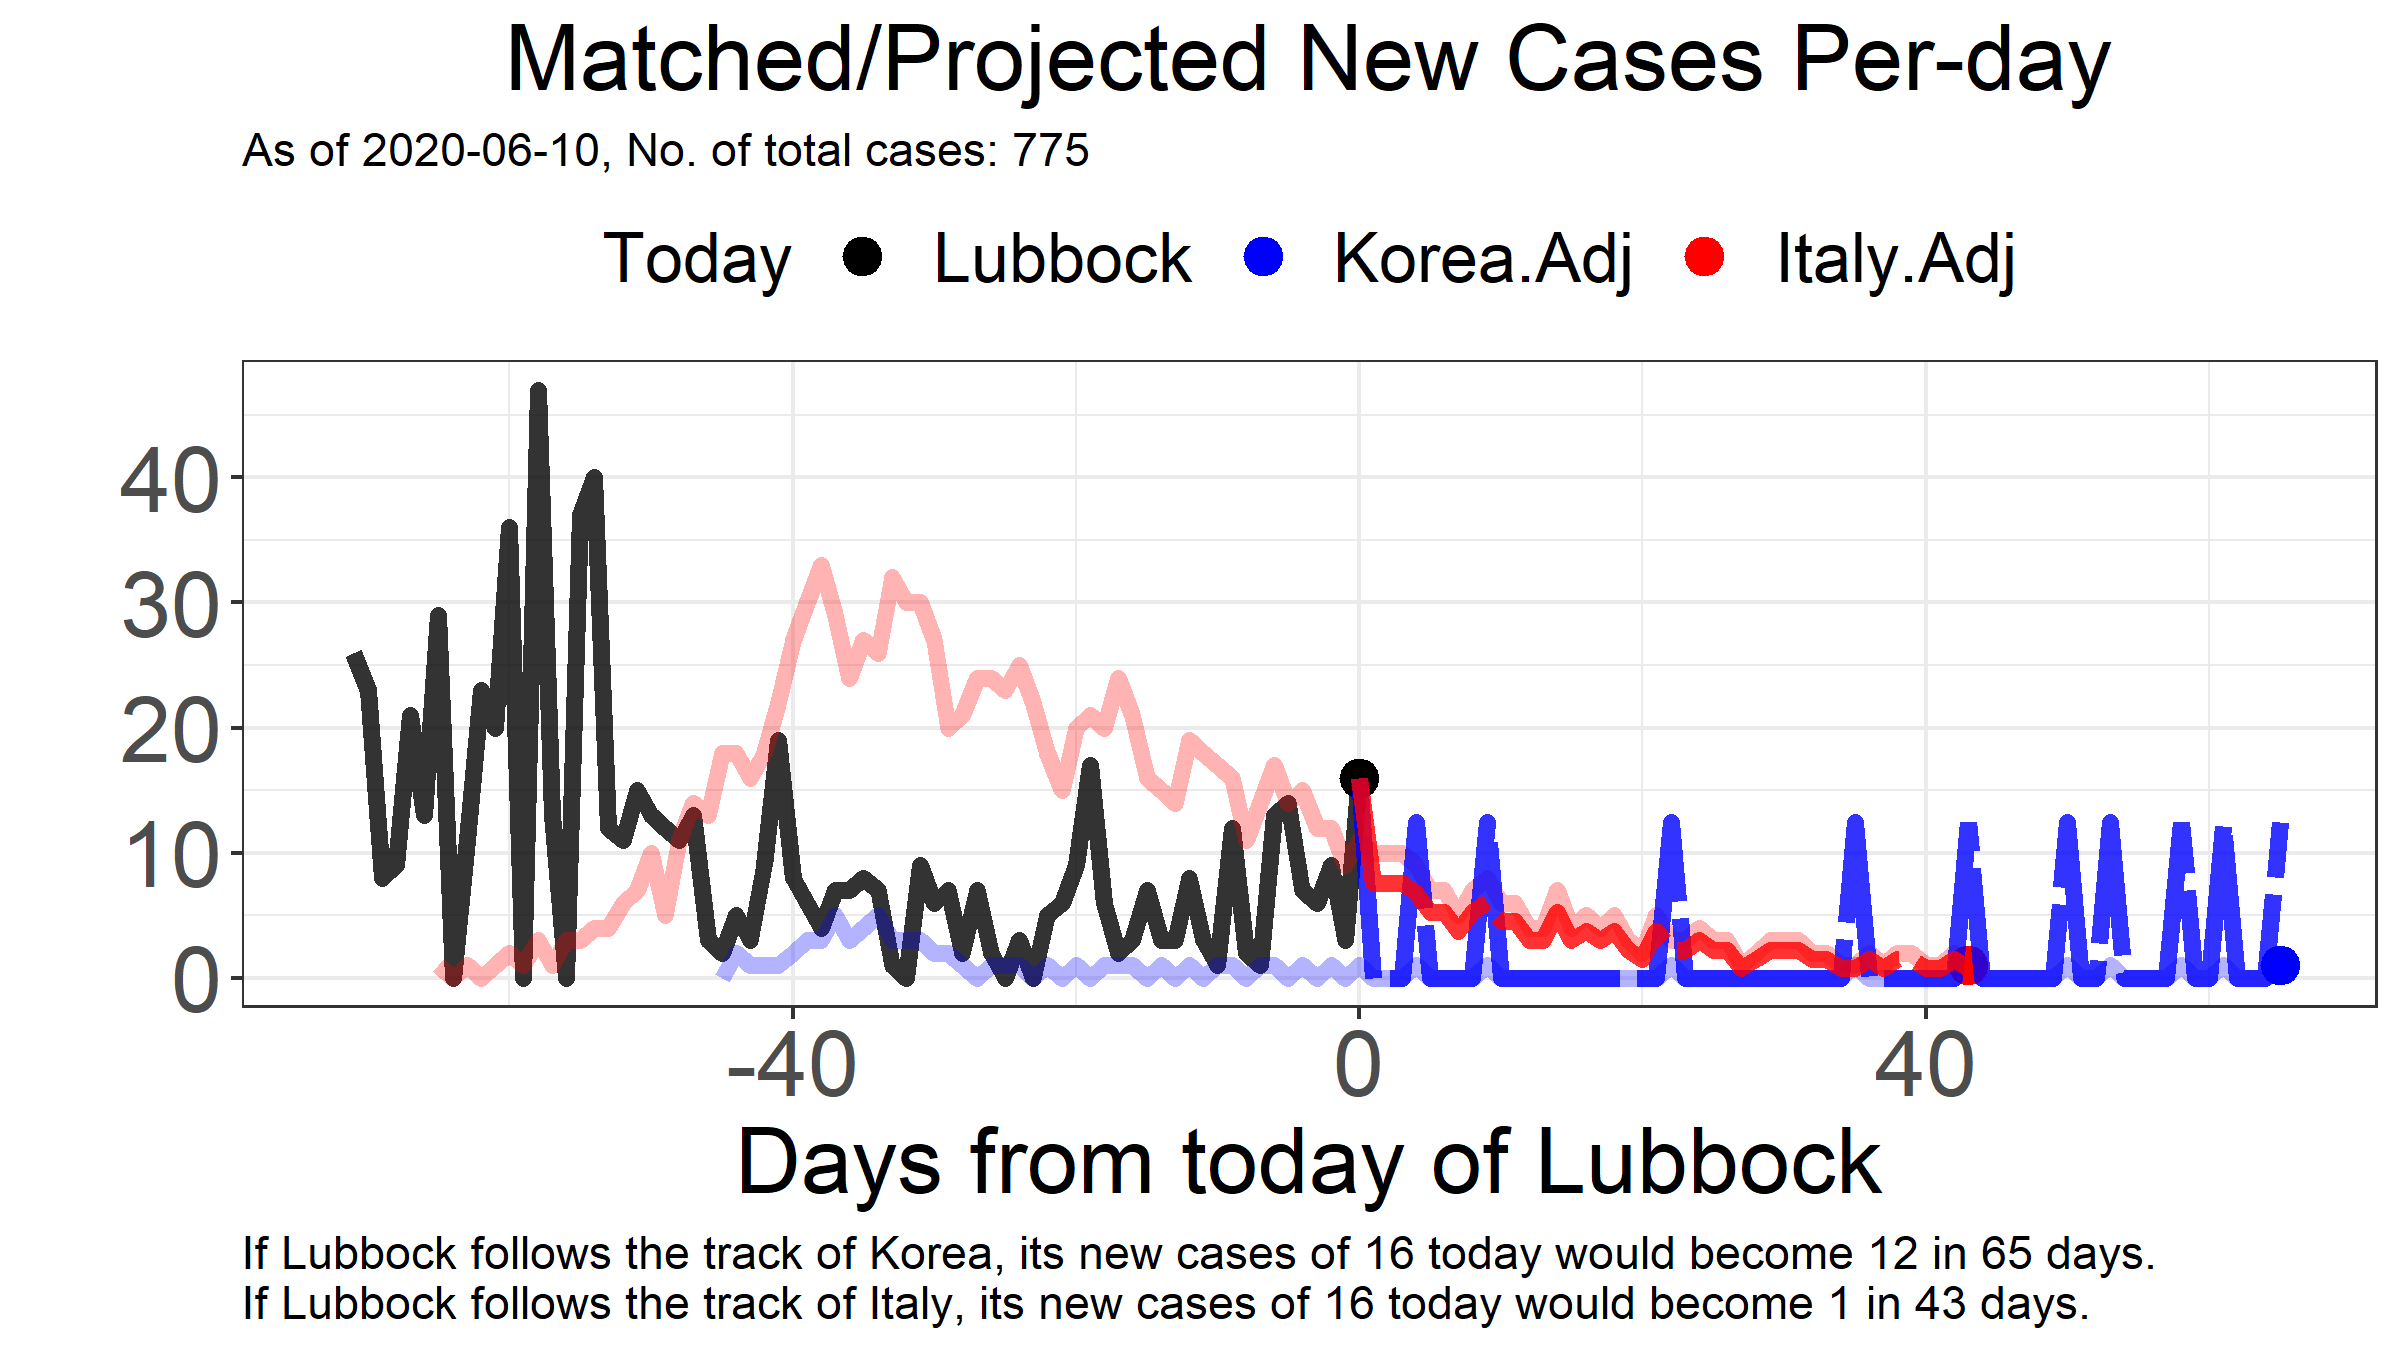 Matched/Projected New Cases Per-day
As of 2020-06-10, No. of total cases: 775
Today Lubbock Korea.Adj Italy.Adj
40
30
20
10
0
-40 0 40
Days from today of Lubbock
If Lubbock follows the track of Korea, its new cases of 16 today would become 12 in 65 days.
If Lubbock follows the track of Italy, its new cases of 16 today would become 1 in 43 days.